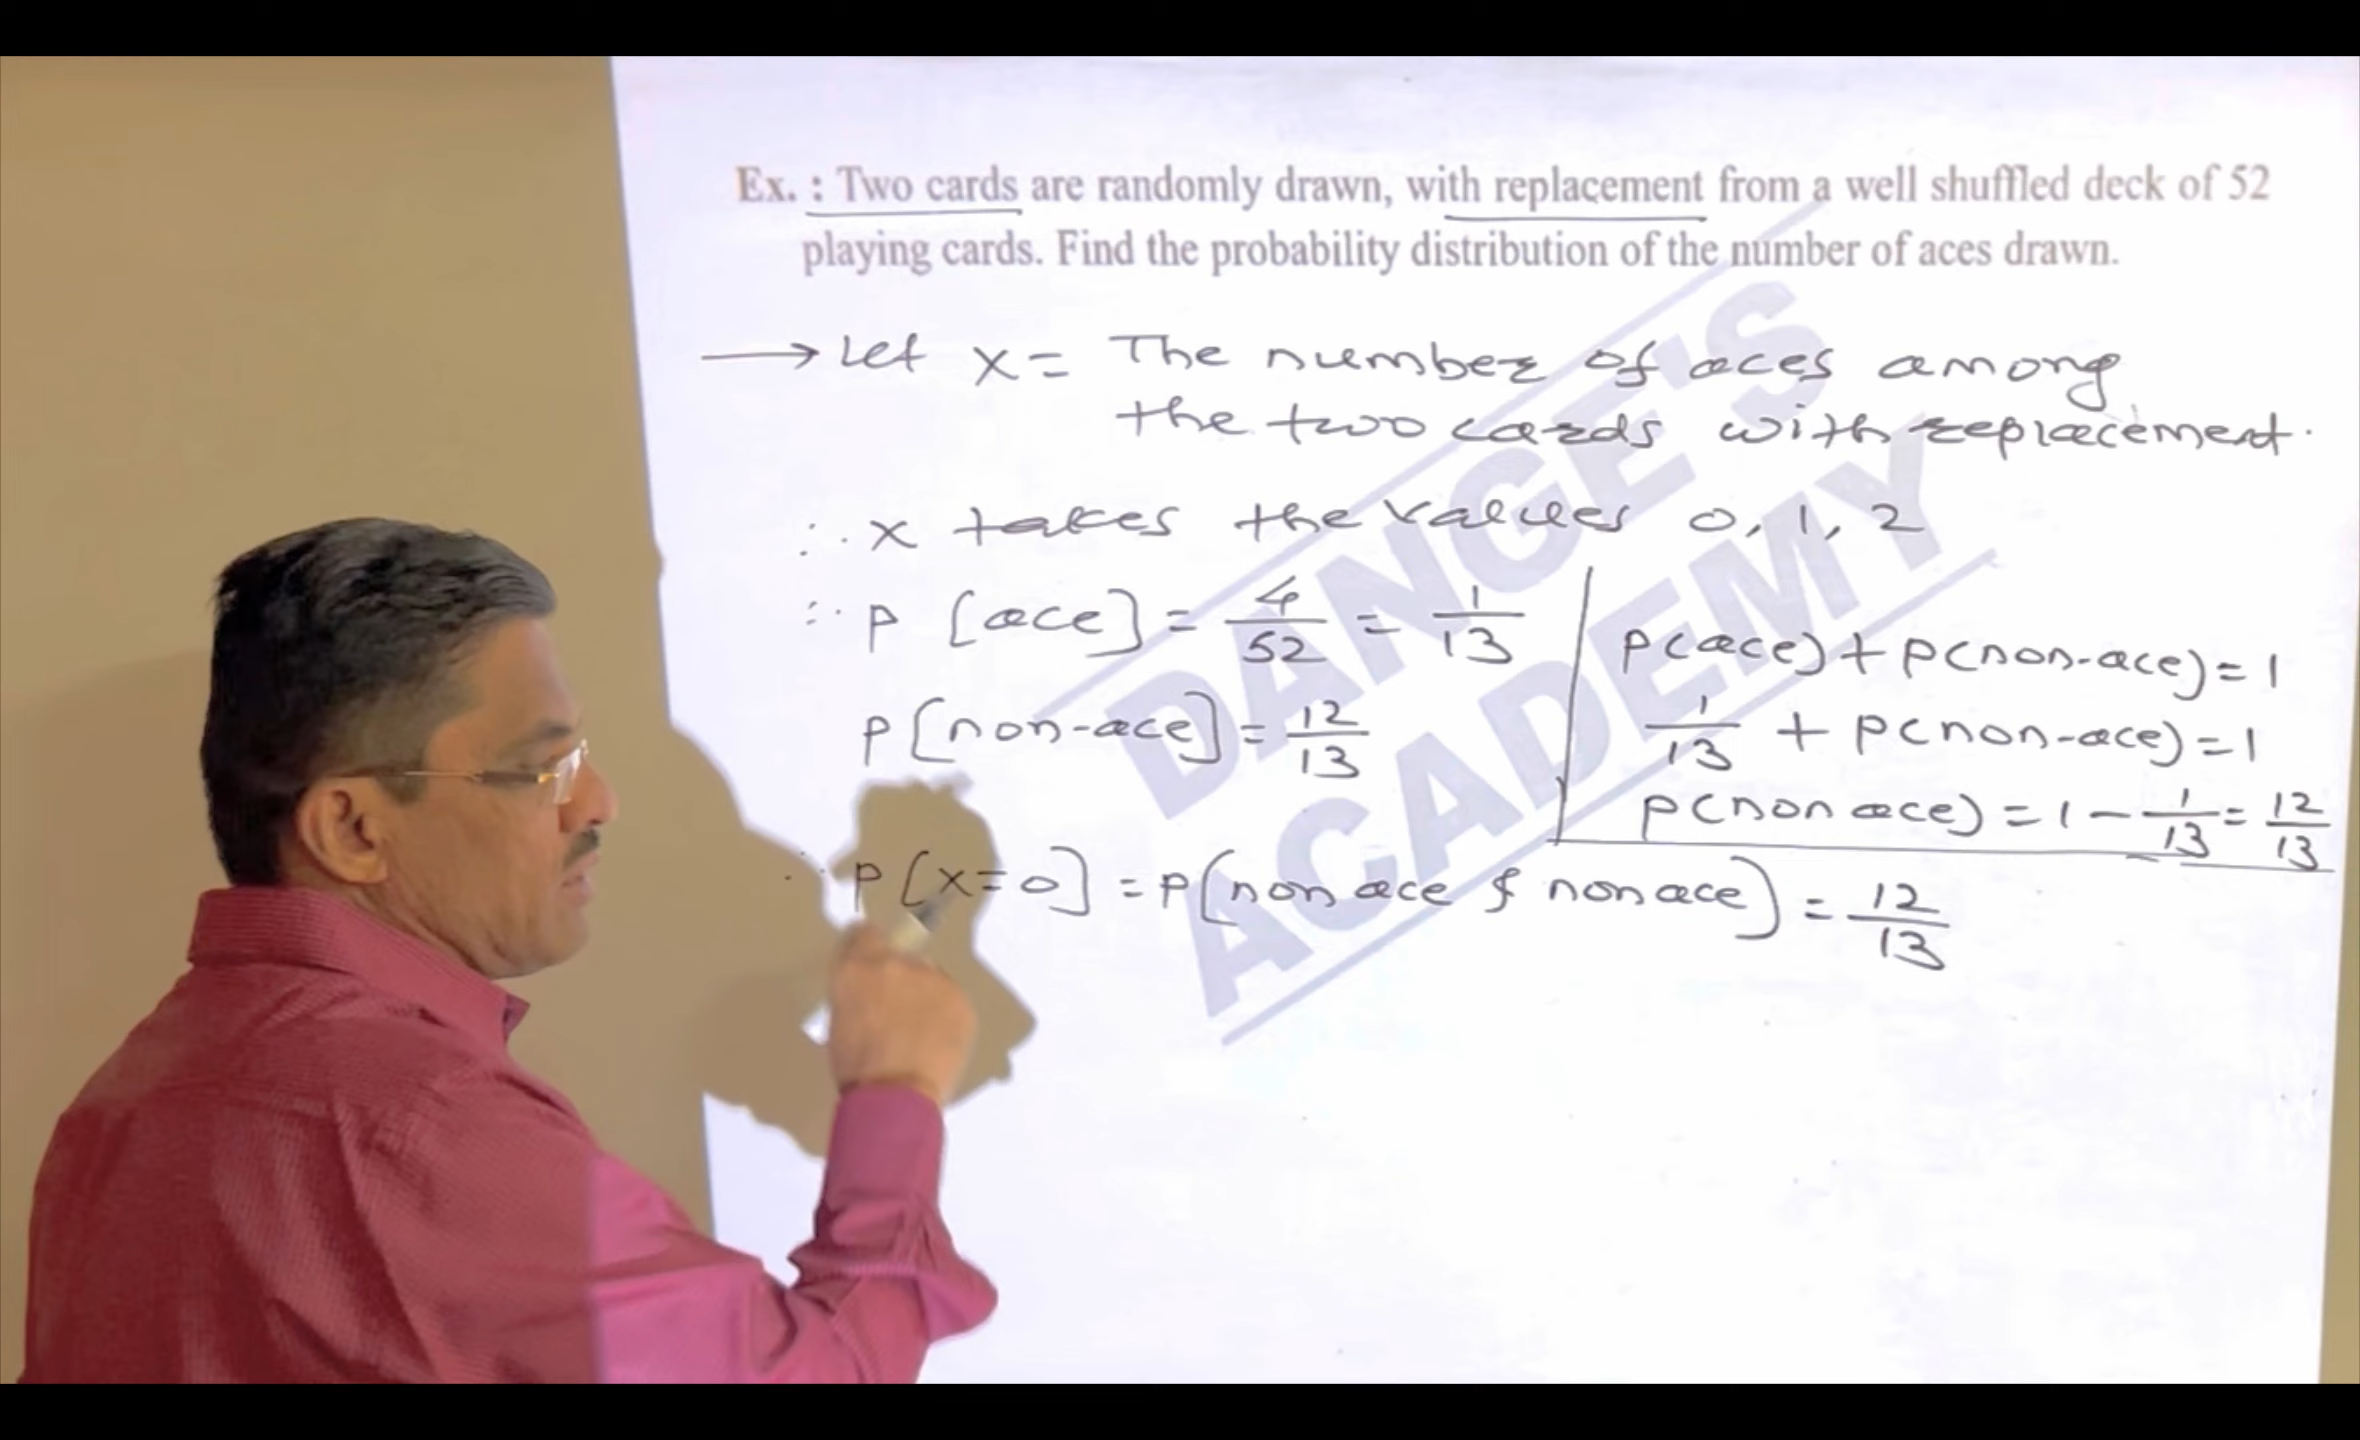 Ex. : Two cards are randomly drawn, with replacement from a well shuffled deck of 52
playing cards. Find the probability distribution of the number of aces drawn.
→ Let X = The number of aces among
the two cards with replacement.
∴ X takes the values 0, 1, 2
∴ P [ace] = 4/52 = 1/13
P[non-ace] = 12/13
P(ace) + P(non-ace) = 1
1/13 + P(non-ace) = 1
P(non ace) = 1 - 1/13 = 12/13
∴ P[X=0] = P[non ace & non ace] = 12/13
DANGE'S
ACADEMY